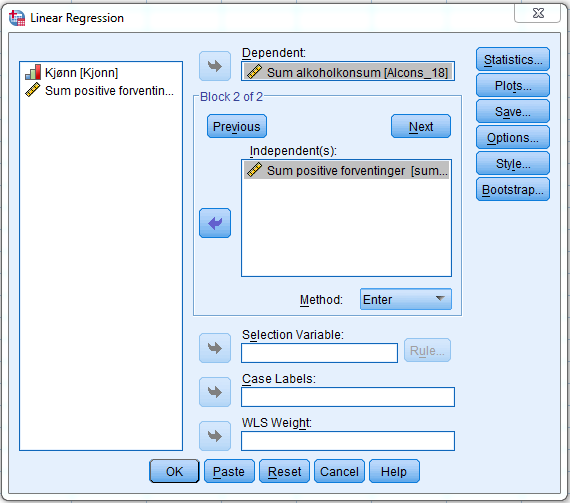 Linear Regression
Kjønn [Kjonn]
Sum positive forventin...
Dependent:
Sum alkoholkonsum [Alcons_18]
Block 2 of 2
Previous
Next
Independent(s):
Sum positive forventinger [sum...
Method:
Enter
Selection Variable:
Rule...
Case Labels:
WLS Weight:
Statistics...
Plots...
Save...
Options...
Style...
Bootstrap...
OK
Paste
Reset
Cancel
Help